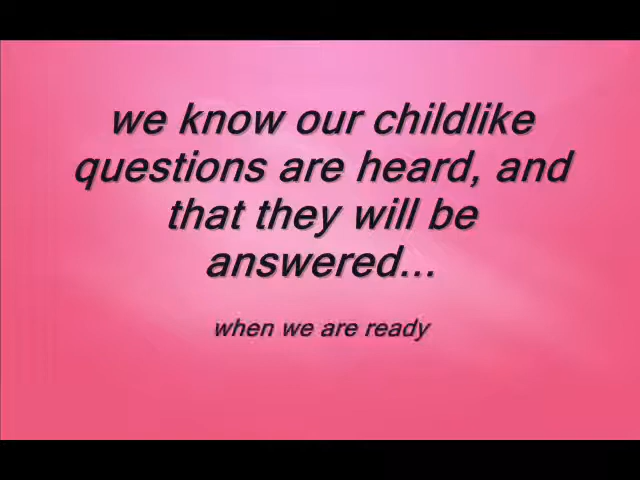 we know our childlike
questions are heard, and
that they will be
answered...
when we are ready